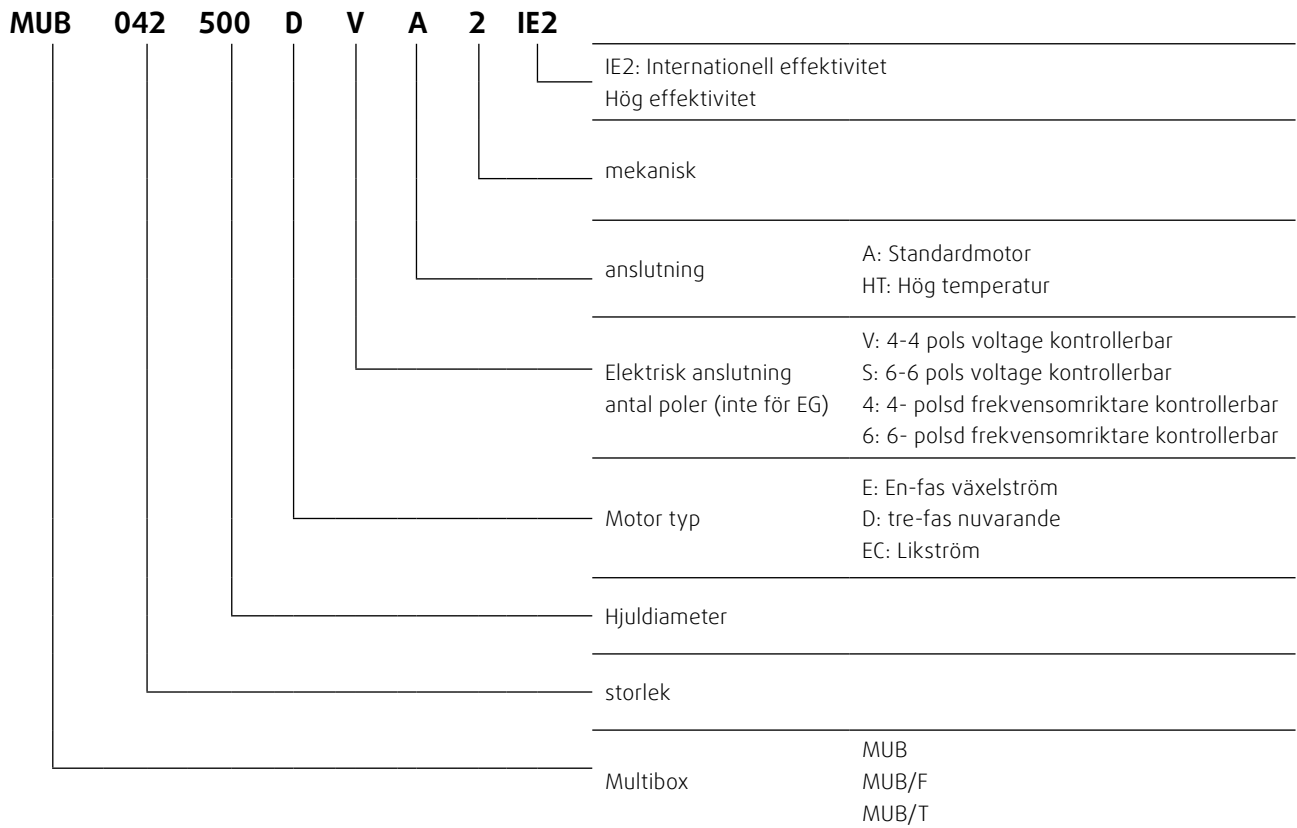 MUB 042 500 D V A 2 IE2
IE2: Internationell effektivitet
Hög effektivitet
mekanisk
anslutning
A: Standardmotor
HT: Hög temperatur
Elektrisk anslutning
antal poler (inte för EG)
V: 4-4 pols voltage kontrollerbar
S: 6-6 pols voltage kontrollerbar
4: 4- polsd frekvensomriktare kontrollerbar
6: 6- polsd frekvensomriktare kontrollerbar
Motor typ
E: En-fas växelström
D: tre-fas nuvarande
EC: Likström
Hjuldiameter
storlek
Multibox
MUB
MUB/F
MUB/T